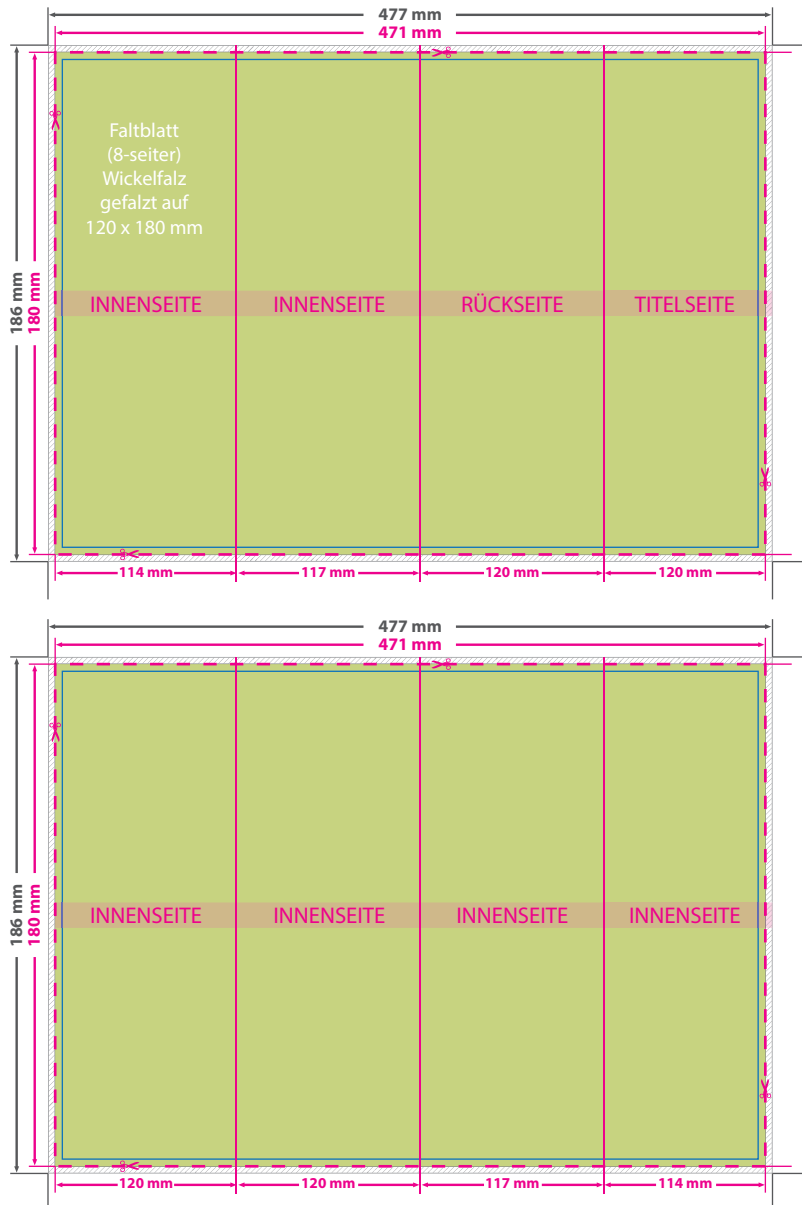 477 mm
471 mm
Faltblatt
(8-seiter)
Wickelfalz
gefalzt auf
120 x 180 mm
186 mm
180 mm
INNENSEITE
INNENSEITE
RÜCKSEITE
TITELSEITE
114 mm
117 mm
120 mm
120 mm
477 mm
471 mm
186 mm
180 mm
INNENSEITE
INNENSEITE
INNENSEITE
INNENSEITE
120 mm
120 mm
117 mm
114 mm